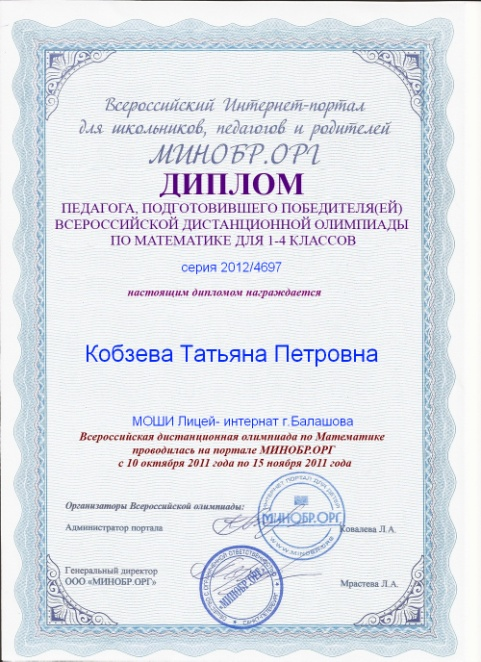 Всероссийский Интернет-портал
для школьников, педагогов и родителей
МИНОБР.ОРГ
ДИПЛОМ
ПЕДАГОГА, ПОДГОТОВИВШЕГО ПОБЕДИТЕЛЯ(ЕЙ)
ВСЕРОССИЙСКОЙ ДИСТАНЦИОННОЙ ОЛИМПИАДЫ
ПО МАТЕМАТИКЕ ДЛЯ 1-4 КЛАССОВ
серия 2012/4697
настоящим дипломом награждается
Кобзева Татьяна Петровна
МОШИ Лицей- интернат г.Балашова
Всероссийская дистанционная олимпиада по Математике
проводилась на портале МИНОБР.ОРГ
с 10 октября 2011 года по 15 ноября 2011 года
Организаторы Всероссийской олимпиады:
Администратор портала
Ковалева Л.А.
МИНОБР.ОРГ
Генеральный директор
ООО «МИНОБР.ОРГ»
Мрастева Л.А.
МИНОБР.ОРГ